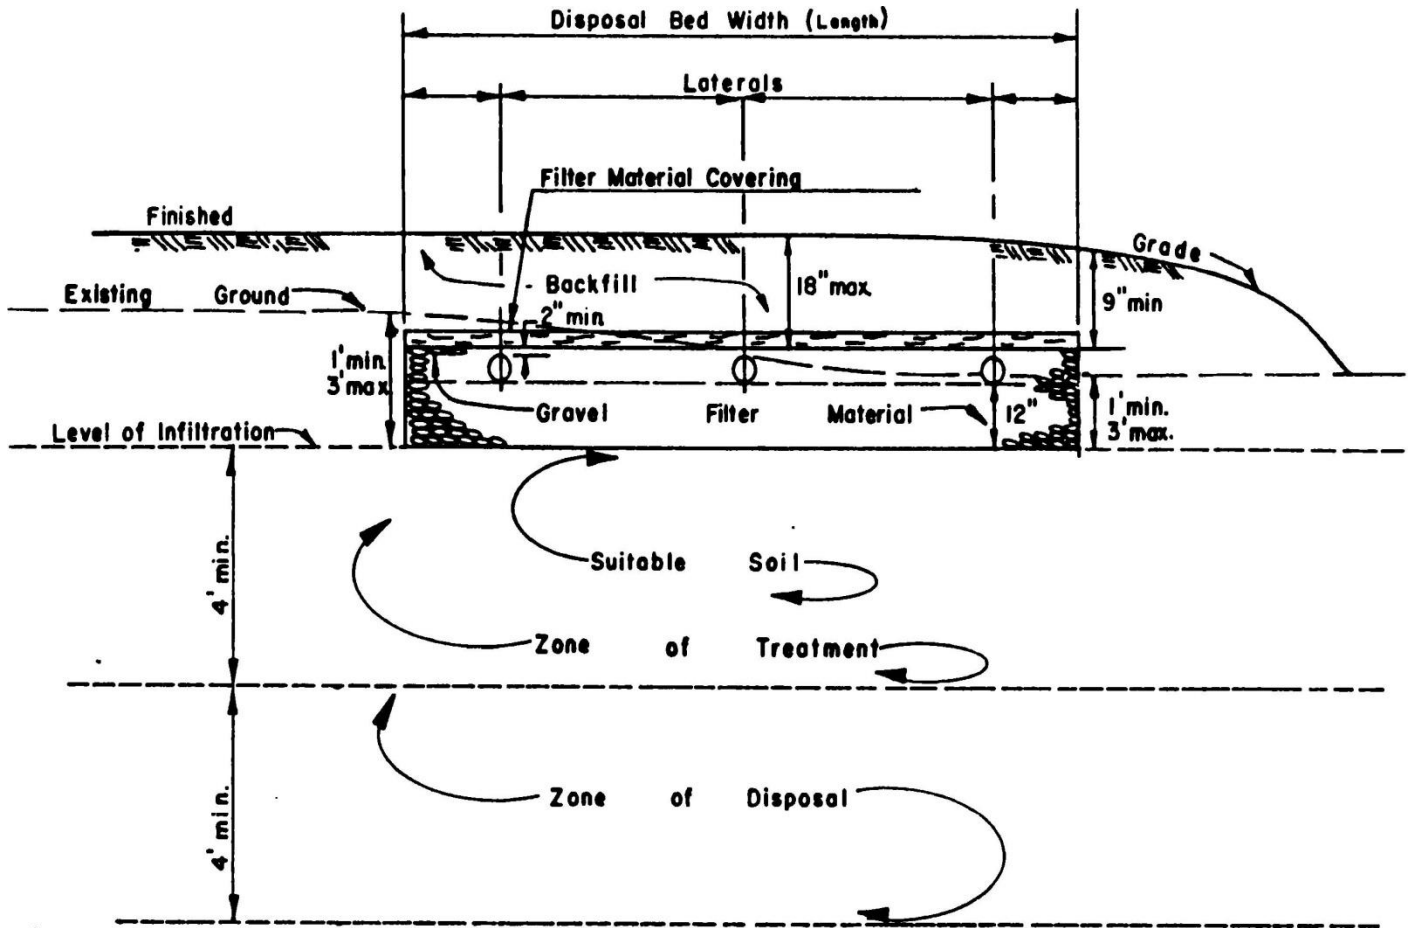 Disposal Bed Width (Length)
Laterals
Filter Material Covering
Finished
Grade
Existing Ground
Backfill
18" max.
9" min
2" min.
1' min.
3' max.
Gravel Filter Material
12"
1' min.
3' max.
Level of Infiltration
4' min.
Suitable Soil
Zone of Treatment
4' min.
Zone of Disposal